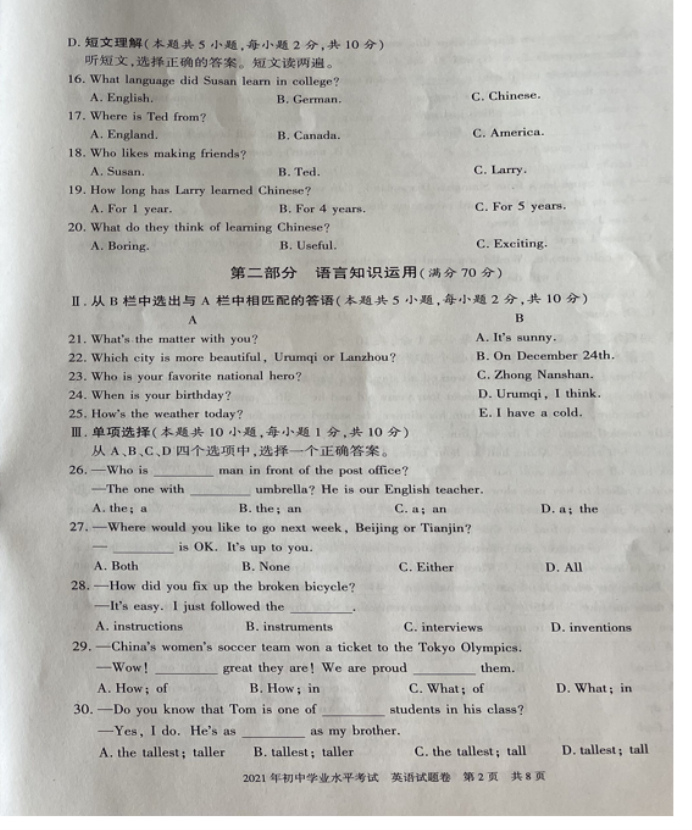 D. 短文理解(本题共 5 小题,每小题 2 分,共 10 分)
听短文,选择正确的答案。短文读两遍。
16. What language did Susan learn in college?
A. English. B. German. C. Chinese.
17. Where is Ted from?
A. England. B. Canada. C. America.
18. Who likes making friends?
A. Susan. B. Ted. C. Larry.
19. How long has Larry learned Chinese?
A. For 1 year. B. For 4 years. C. For 5 years.
20. What do they think of learning Chinese?
A. Boring. B. Useful. C. Exciting.
第二部分 语言知识运用(满分 70 分)
Ⅱ. 从 B 栏中选出与 A 栏中相匹配的答语(本题共 5 小题,每小题 2 分,共 10 分)
A B
21. What's the matter with you? A. It's sunny.
22. Which city is more beautiful, Urumqi or Lanzhou? B. On December 24th.
23. Who is your favorite national hero? C. Zhong Nanshan.
24. When is your birthday? D. Urumqi, I think.
25. How's the weather today? E. I have a cold.
Ⅲ. 单项选择(本题共 10 小题,每小题 1 分,共 10 分)
从 A、B、C、D 四个选项中,选择一个正确答案。
26. —Who is ________ man in front of the post office?
—The one with ________ umbrella? He is our English teacher.
A. the; a B. the; an C. a; an D. a; the
27. —Where would you like to go next week, Beijing or Tianjin?
— ________ is OK. It's up to you.
A. Both B. None C. Either D. All
28. —How did you fix up the broken bicycle?
—It's easy. I just followed the ________.
A. instructions B. instruments C. interviews D. inventions
29. —China's women's soccer team won a ticket to the Tokyo Olympics.
—Wow! ________ great they are! We are proud ________ them.
A. How; of B. How; in C. What; of D. What; in
30. —Do you know that Tom is one of ________ students in his class?
—Yes, I do. He's as ________ as my brother.
A. the tallest; taller B. tallest; taller C. the tallest; tall D. tallest; tall
2021 年初中学业水平考试 英语试题卷 第 2 页 共 8 页